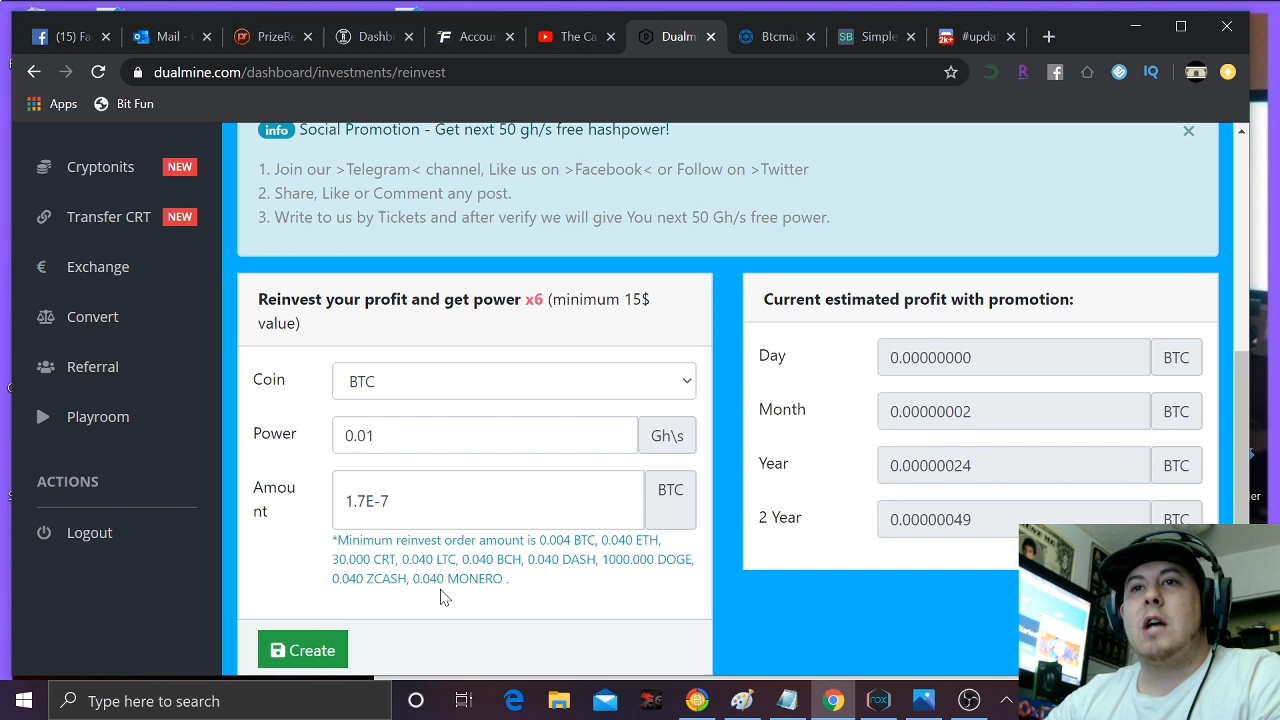 (15) Fa
Mail -
PrizeRe
Dashb
Accou
The Ca
Dualm
Btcmal
SB Simple
2k+ #upda
dualmine.com/dashboard/investments/reinvest
R
IQ
Apps
Bit Fun
Cryptonits NEW
Transfer CRT NEW
Exchange
Convert
Referral
Playroom
ACTIONS
Logout
info Social Promotion - Get next 50 gh/s free hashpower!
1. Join our >Telegram< channel, Like us on >Facebook< or Follow on >Twitter
2. Share, Like or Comment any post.
3. Write to us by Tickets and after verify we will give You next 50 Gh/s free power.
Reinvest your profit and get power x6 (minimum 15$
value)
Coin
BTC
Power
0.01 Gh\s
Amou
nt
1.7E-7 BTC
*Minimum reinvest order amount is 0.004 BTC, 0.040 ETH,
30.000 CRT, 0.040 LTC, 0.040 BCH, 0.040 DASH, 1000.000 DOGE,
0.040 ZCASH, 0.040 MONERO .
Create
Current estimated profit with promotion:
Day 0.00000000 BTC
Month 0.00000002 BTC
Year 0.00000024 BTC
2 Year 0.00000049 BTC
Type here to search